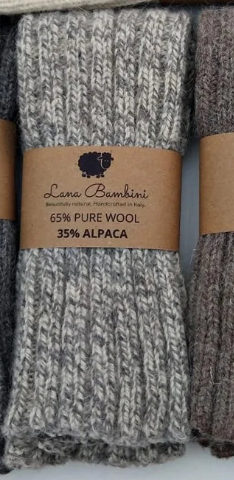 Lana Bambini
Beautifully natural. Handcrafted in Italy.
65% PURE WOOL
35% ALPACA